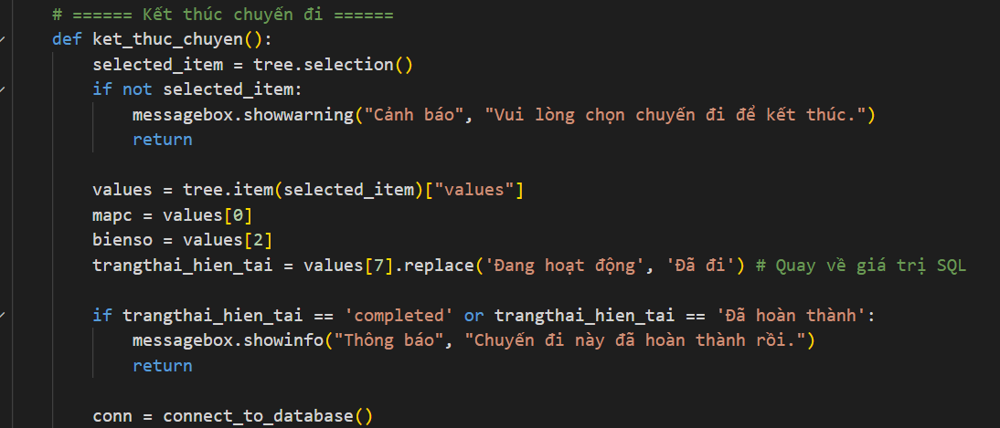 # ====== Kết thúc chuyến đi ======
def ket_thuc_chuyen():
selected_item = tree.selection()
if not selected_item:
messagebox.showwarning("Cảnh báo", "Vui lòng chọn chuyến đi để kết thúc.")
return
values = tree.item(selected_item)["values"]
mapc = values[0]
bienso = values[2]
trangthai_hien_tai = values[7].replace('Đang hoạt động', 'Đã đi') # Quay về giá trị SQL
if trangthai_hien_tai == 'completed' or trangthai_hien_tai == 'Đã hoàn thành':
messagebox.showinfo("Thông báo", "Chuyến đi này đã hoàn thành rồi.")
return
conn = connect_to_database()